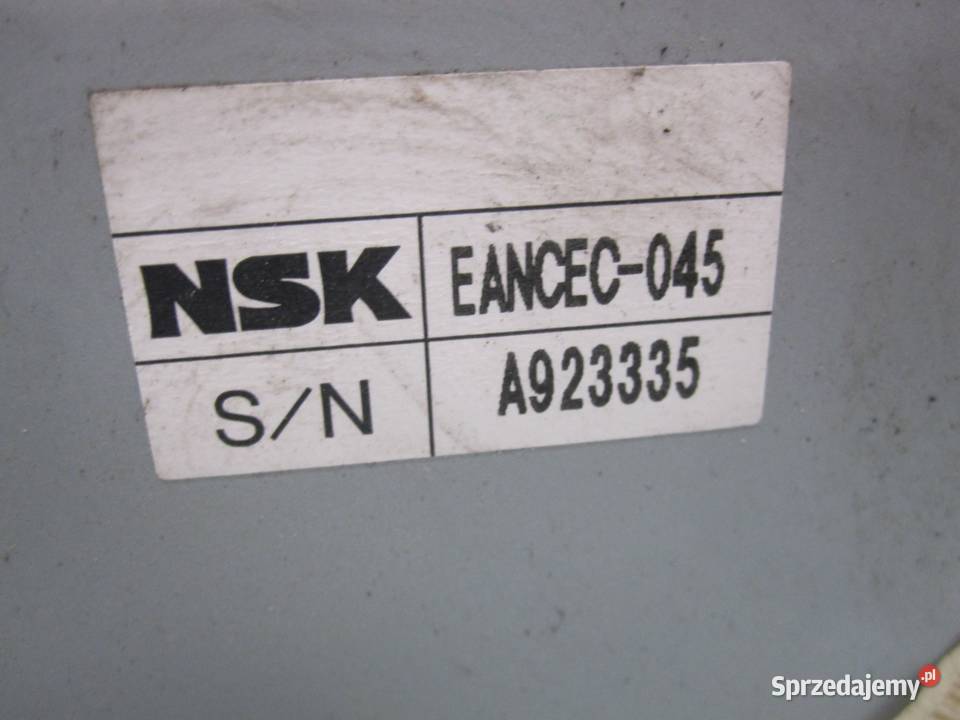 NSK EANCEC-045
S/N A923335
Sprzedajemy.pl